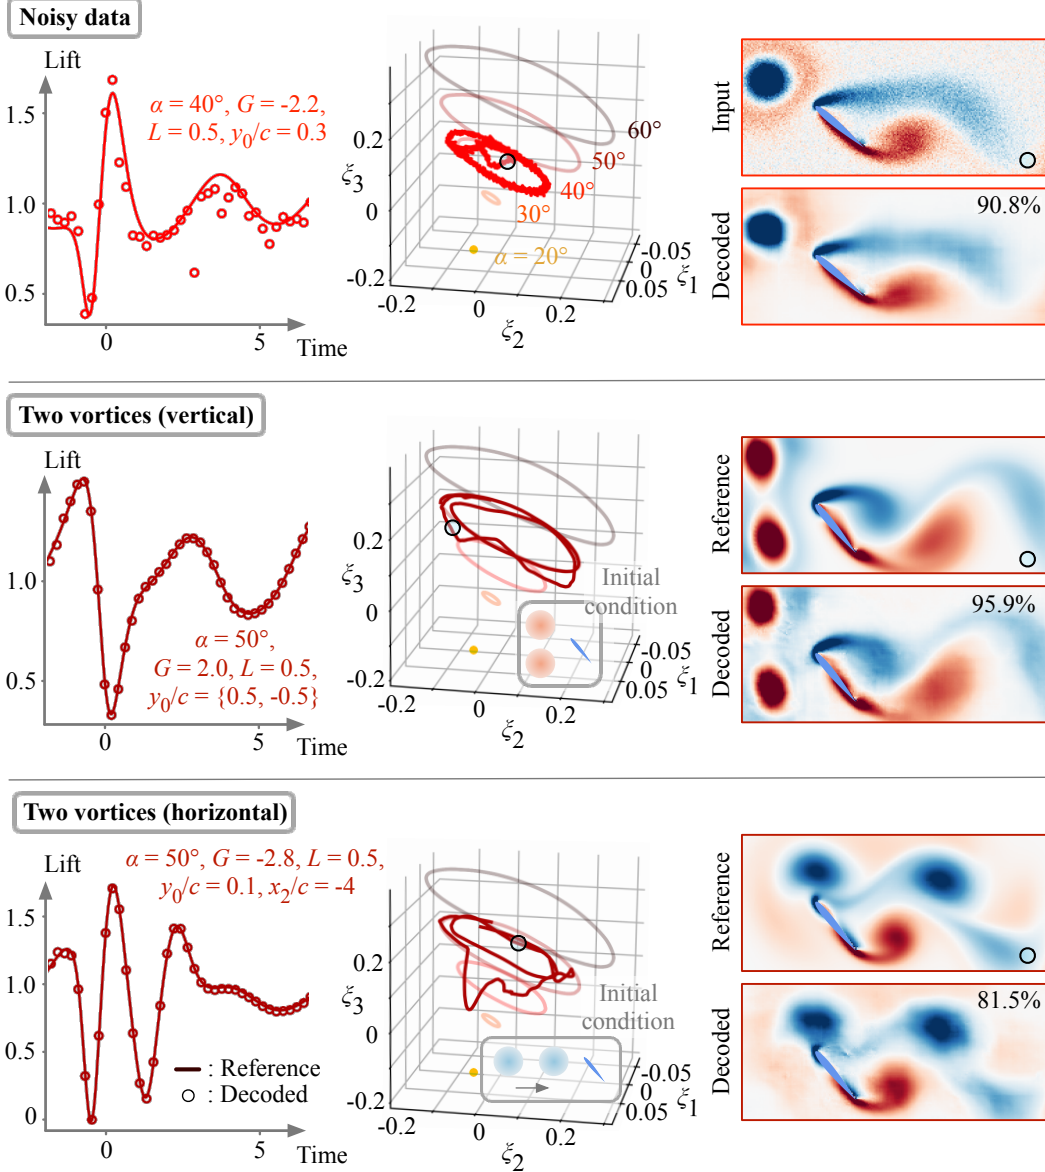 Noisy data
Lift
1.5
1.0
0.5
0
5
Time
α = 40°, G = -2.2,
L = 0.5, y₀/c = 0.3
0.2
ξ₃
0
-0.2
-0.2
0
0.2
ξ₂
-0.05
0
0.05
ξ₁
60°
50°
40°
30°
α = 20°
Input
Decoded
90.8%
Two vortices (vertical)
Lift
1.0
0.5
0
5
Time
α = 50°,
G = 2.0, L = 0.5,
y₀/c = {0.5, -0.5}
0.2
ξ₃
0
-0.2
-0.2
0
0.2
ξ₂
-0.05
0
0.05
ξ₁
Initial
condition
Reference
Decoded
95.9%
Two vortices (horizontal)
Lift
1.5
1.0
0.5
0
0
5
Time
α = 50°, G = -2.8, L = 0.5,
y₀/c = 0.1, x₂/c = -4
: Reference
: Decoded
0.2
ξ₃
0
-0.2
-0.2
0
0.2
ξ₂
-0.05
0
0.05
ξ₁
Initial
condition
Reference
Decoded
81.5%